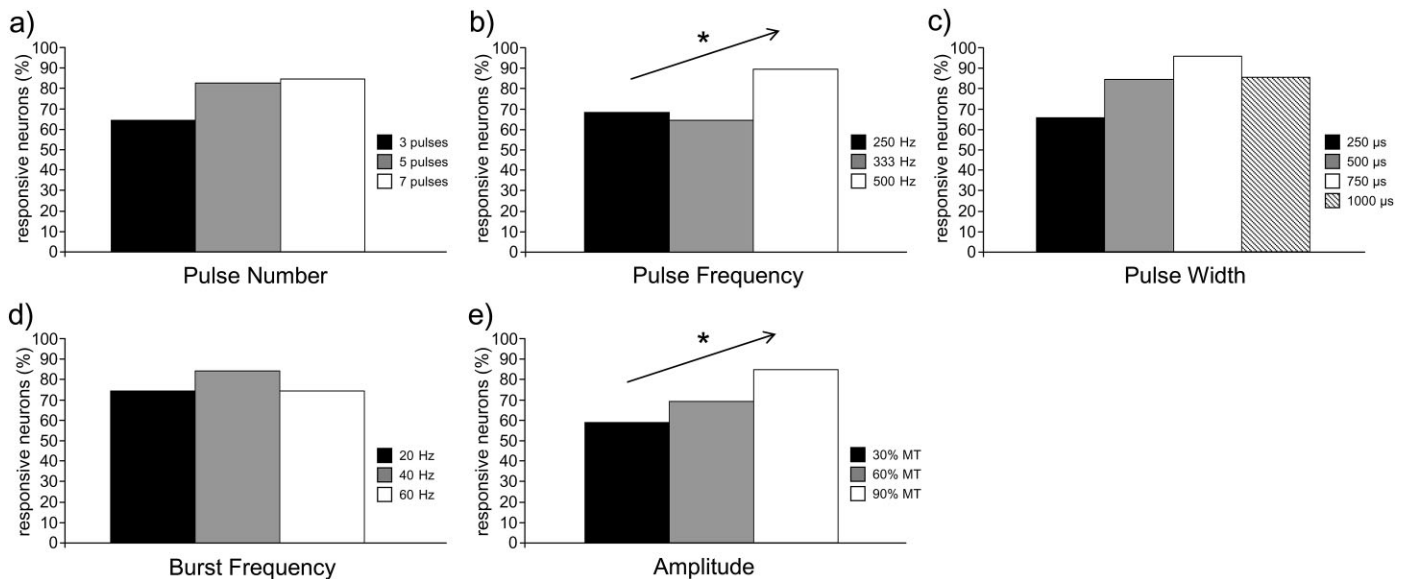 a)
responsive neurons (%)
100
90
80
70
60
50
40
30
20
10
0
3 pulses
5 pulses
7 pulses
Pulse Number
b)
responsive neurons (%)
100
90
80
70
60
50
40
30
20
10
0
*
250 Hz
333 Hz
500 Hz
Pulse Frequency
c)
responsive neurons (%)
100
90
80
70
60
50
40
30
20
10
0
250 µs
500 µs
750 µs
1000 µs
Pulse Width
d)
responsive neurons (%)
100
90
80
70
60
50
40
30
20
10
0
20 Hz
40 Hz
60 Hz
Burst Frequency
e)
responsive neurons (%)
100
90
80
70
60
50
40
30
20
10
0
*
30% MT
60% MT
90% MT
Amplitude